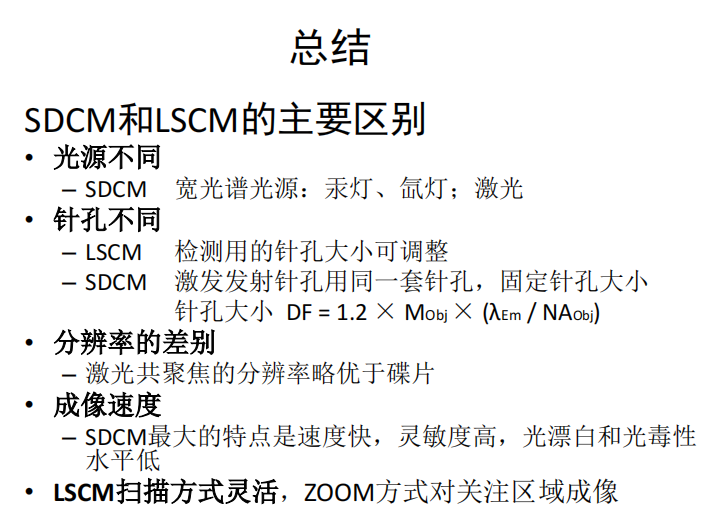 总结
SDCM和LSCM的主要区别
• 光源不同
– SDCM 宽光谱光源：汞灯、氙灯；激光
• 针孔不同
– LSCM 检测用的针孔大小可调整
– SDCM 激发发射针孔用同一套针孔，固定针孔大小
针孔大小 DF = 1.2 × MObj × (λEm / NAObj)
• 分辨率的差别
– 激光共聚焦的分辨率略优于碟片
• 成像速度
– SDCM最大的特点是速度快，灵敏度高，光漂白和光毒性
水平低
• LSCM扫描方式灵活，ZOOM方式对关注区域成像